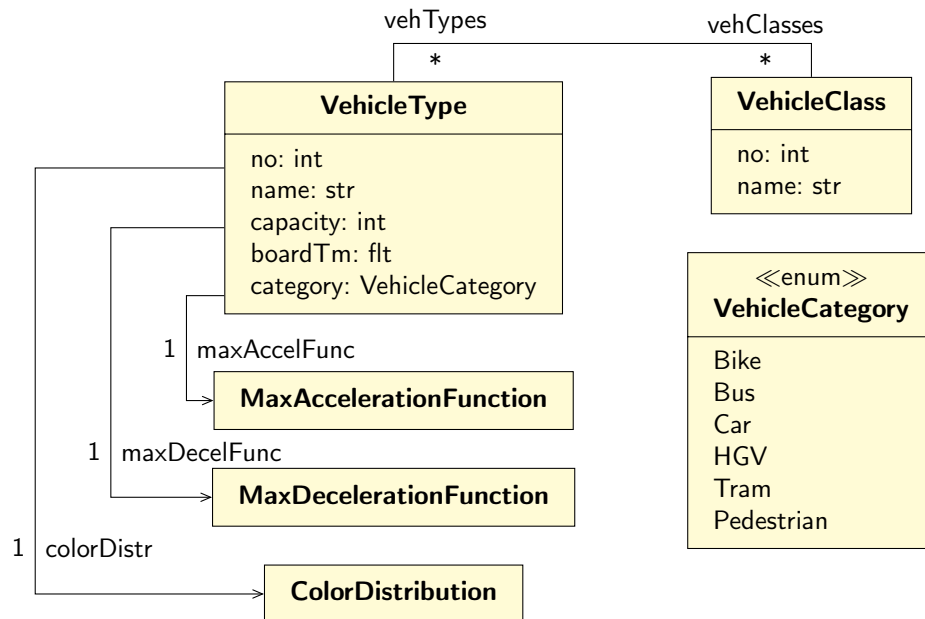 vehTypes
vehClasses
*
*
VehicleType
no: int
name: str
capacity: int
boardTm: flt
category: VehicleCategory
VehicleClass
no: int
name: str
≪enum≫
VehicleCategory
Bike
Bus
Car
HGV
Tram
Pedestrian
1 maxAccelFunc
MaxAccelerationFunction
1 maxDecelFunc
MaxDecelerationFunction
1 colorDistr
ColorDistribution